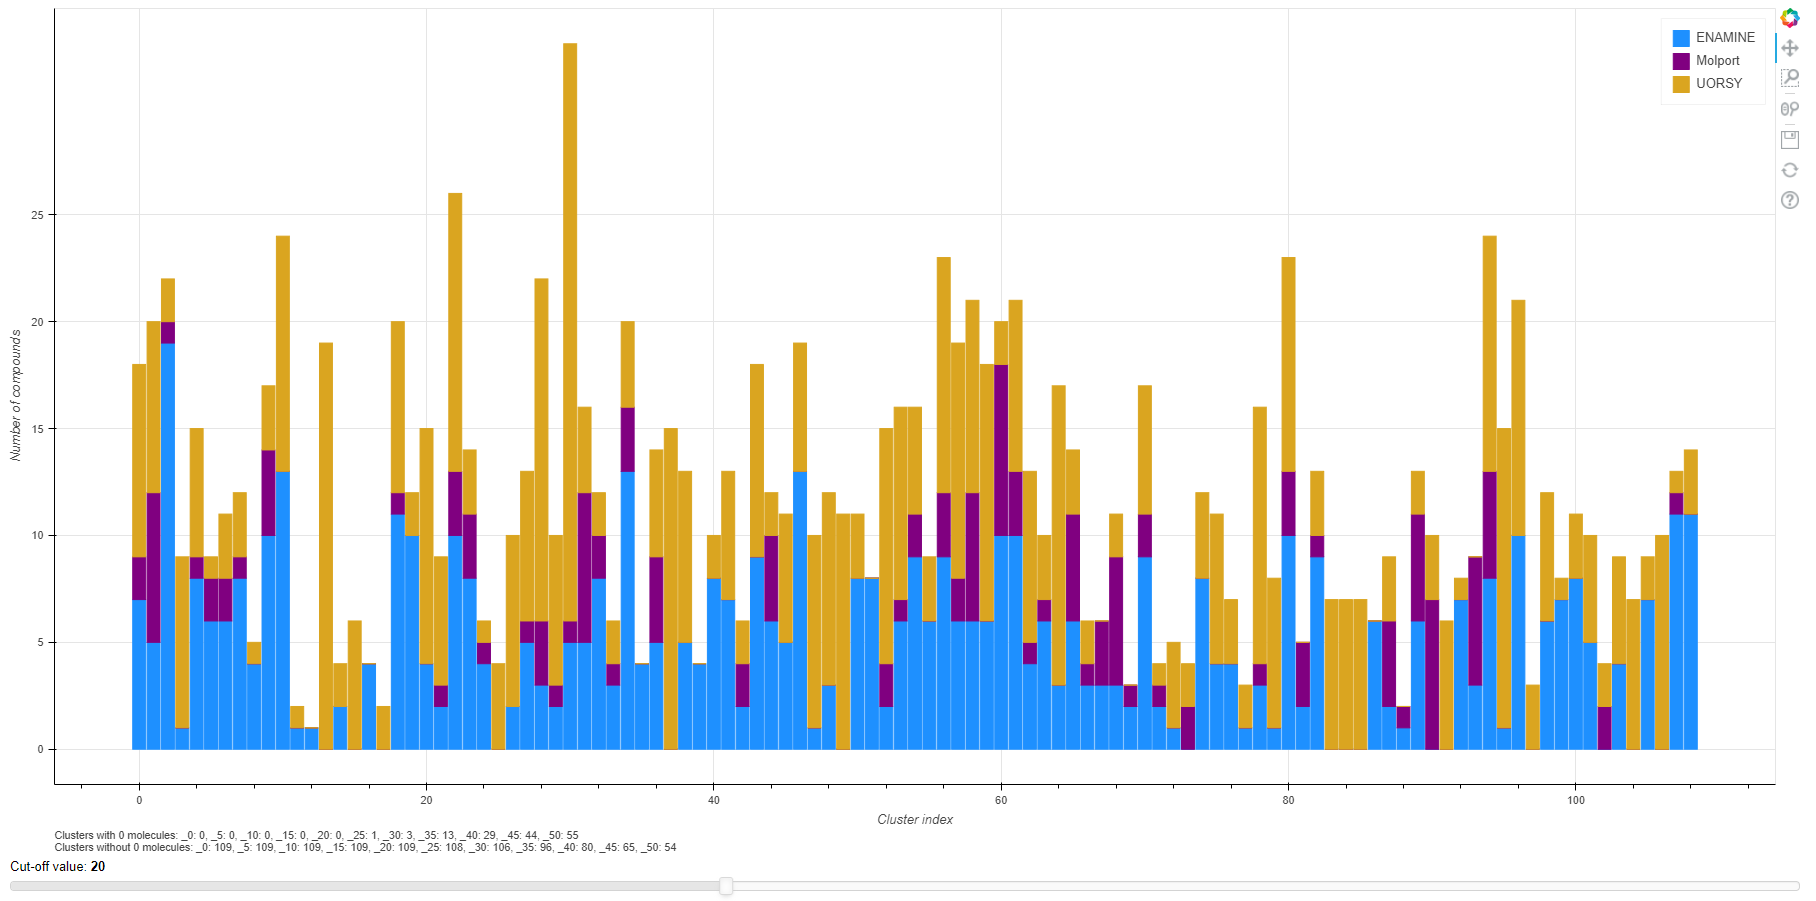 ENAMINE
Molport
UORSY
Number of compounds
25
20
15
10
5
0
0 20 40 60 80 100
Cluster index
Clusters with 0 molecules: _0: 0, _5: 0, _10: 0, _15: 0, _20: 0, _25: 1, _30: 3, _35: 13, _40: 29, _45: 44, _50: 55
Clusters without 0 molecules: _0: 109, _5: 109, _10: 109, _15: 109, _20: 109, _25: 108, _30: 106, _35: 96, _40: 80, _45: 65, _50: 54
Cut-off value: 20